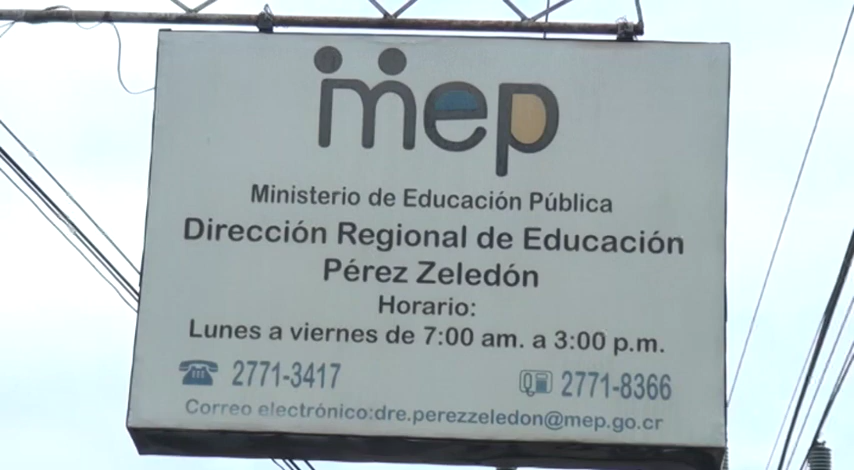 mep
Ministerio de Educación Pública
Dirección Regional de Educación
Pérez Zeledón
Horario:
Lunes a viernes de 7:00 am. a 3:00 p.m.
2771-3417 2771-8366
Correo electrónico:dre.perezzeledon@mep.go.cr